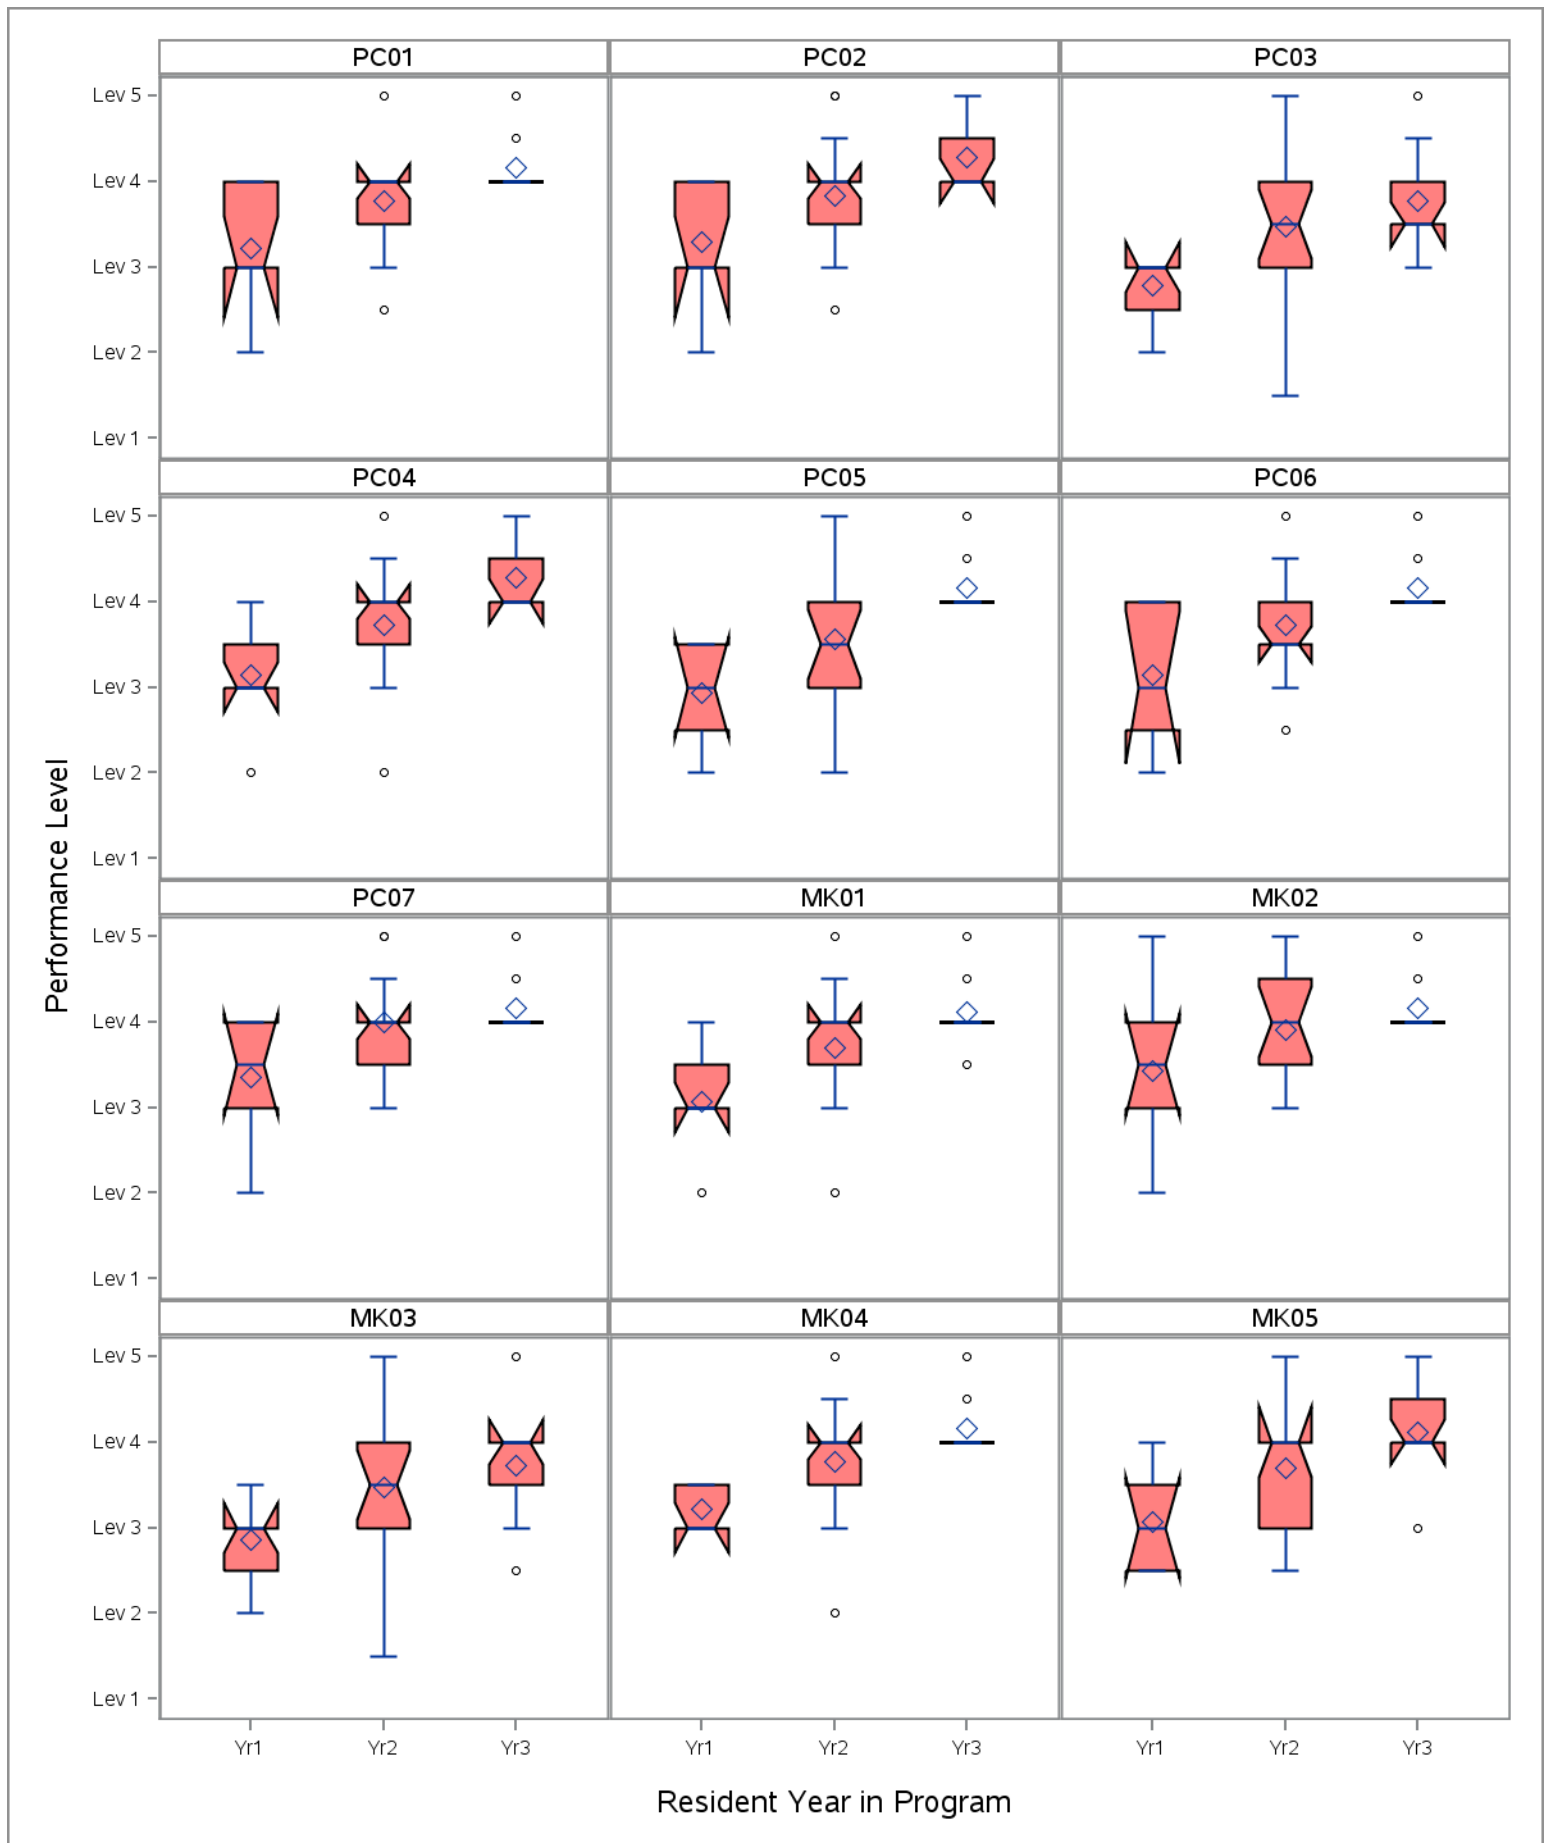 PC01 PC02 PC03
Lev 5
Lev 4
Lev 3
Lev 2
Lev 1
PC04 PC05 PC06
Lev 5
Lev 4
Lev 3
Lev 2
Lev 1
PC07 MK01 MK02
Lev 5
Lev 4
Lev 3
Lev 2
Lev 1
MK03 MK04 MK05
Lev 5
Lev 4
Lev 3
Lev 2
Lev 1
Performance Level
Yr1 Yr2 Yr3 Yr1 Yr2 Yr3 Yr1 Yr2 Yr3
Resident Year in Program